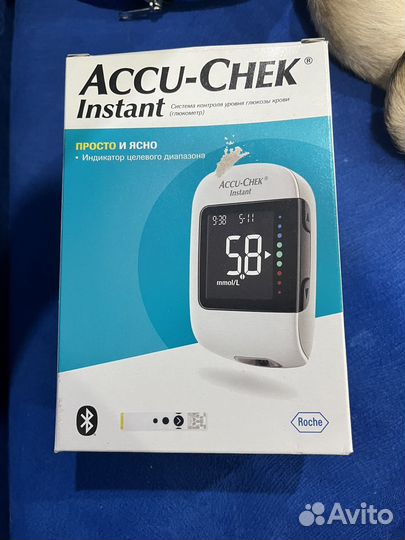 ACCU-CHEK®
Instant
Система контроля уровня глюкозы крови
(глюкометр)
ПРОСТО И ЯСНО
• Индикатор целевого диапазона
ACCU-CHEK®
Instant
9:38 5-11
5.8
mmol/L
Roche
Avito